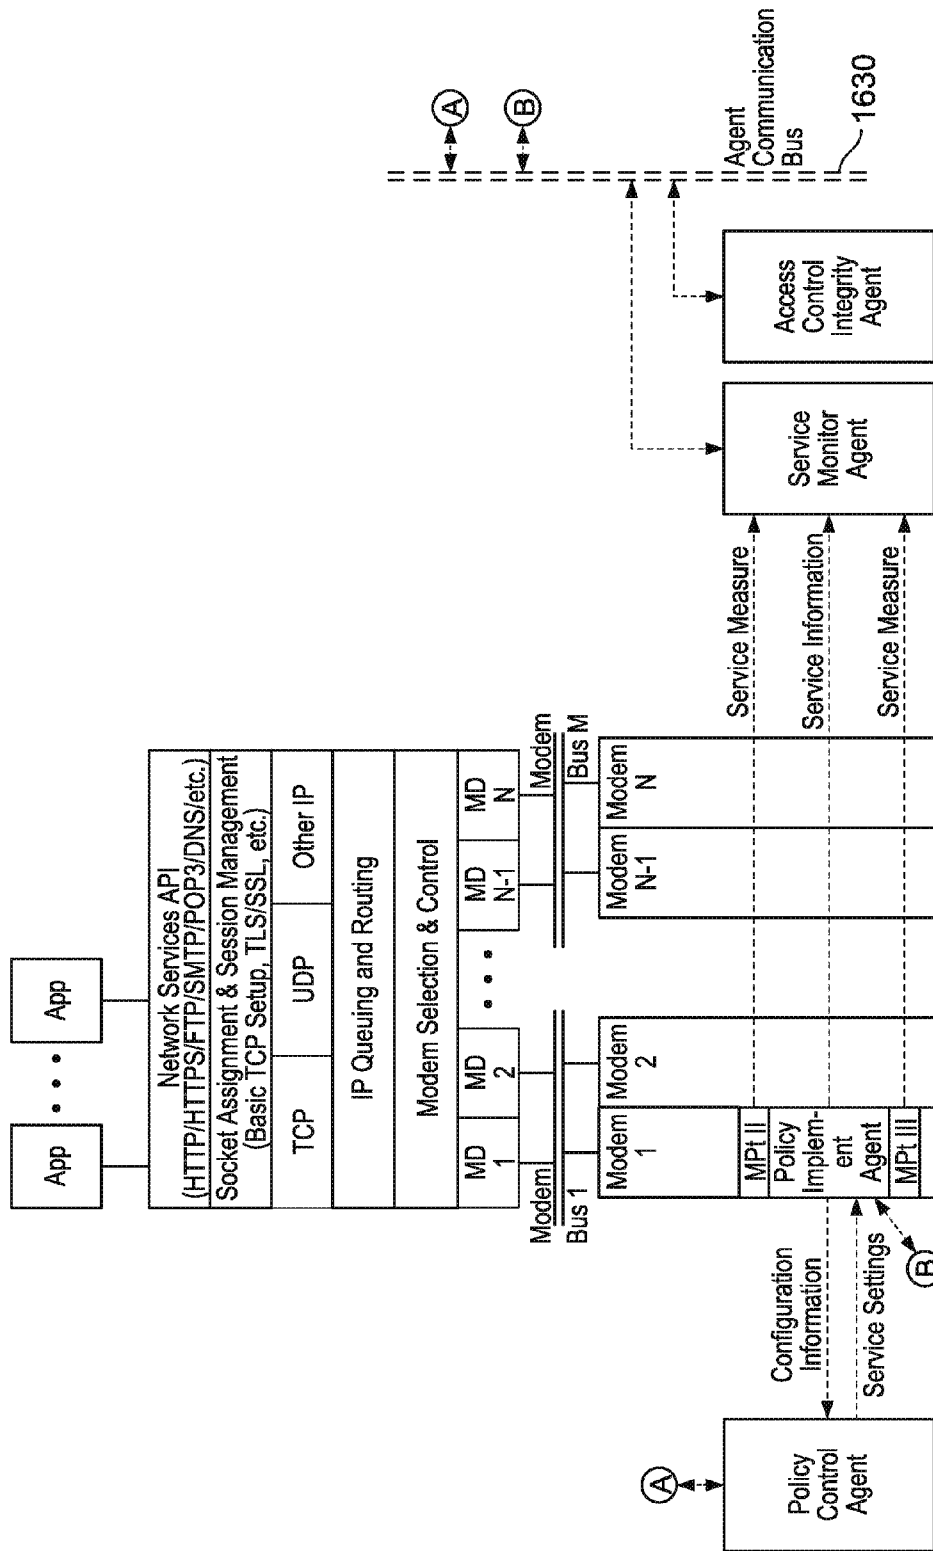 App
App
Network Services API
(HTTP/HTTPS/FTP/SMTP/POP3/DNS/etc.)
Socket Assignment & Session Management
(Basic TCP Setup, TLS/SSL, etc.)
TCP
UDP
Other IP
IP Queuing and Routing
Modem Selection & Control
MD
1
MD
2
MD
N-1
MD
N
Modem
Bus 1
Modem
Bus M
Modem
1
Modem
2
Modem
N-1
Modem
N
MPt II
Policy
Implem-
ent
Agent
MPt III
Configuration
Information
Service Settings
B
A
Policy
Control
Agent
Service Measure
Service Information
Service Measure
Service
Monitor
Agent
Access
Control
Integrity
Agent
A
B
Agent
Communication
Bus
1630